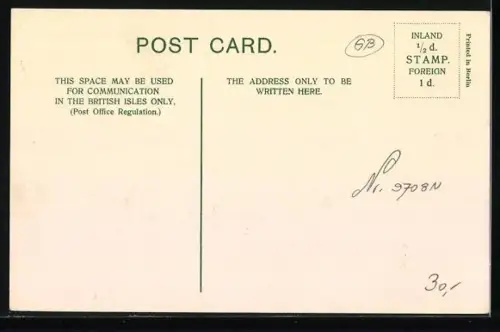 POST CARD.
GB
INLAND
½ d.
STAMP.
FOREIGN
1 d.
Printed in Berlin
THIS SPACE MAY BE USED
FOR COMMUNICATION
IN THE BRITISH ISLES ONLY.
(Post Office Regulation.)
THE ADDRESS ONLY TO BE
WRITTEN HERE.
Nr. 9708N
30,-